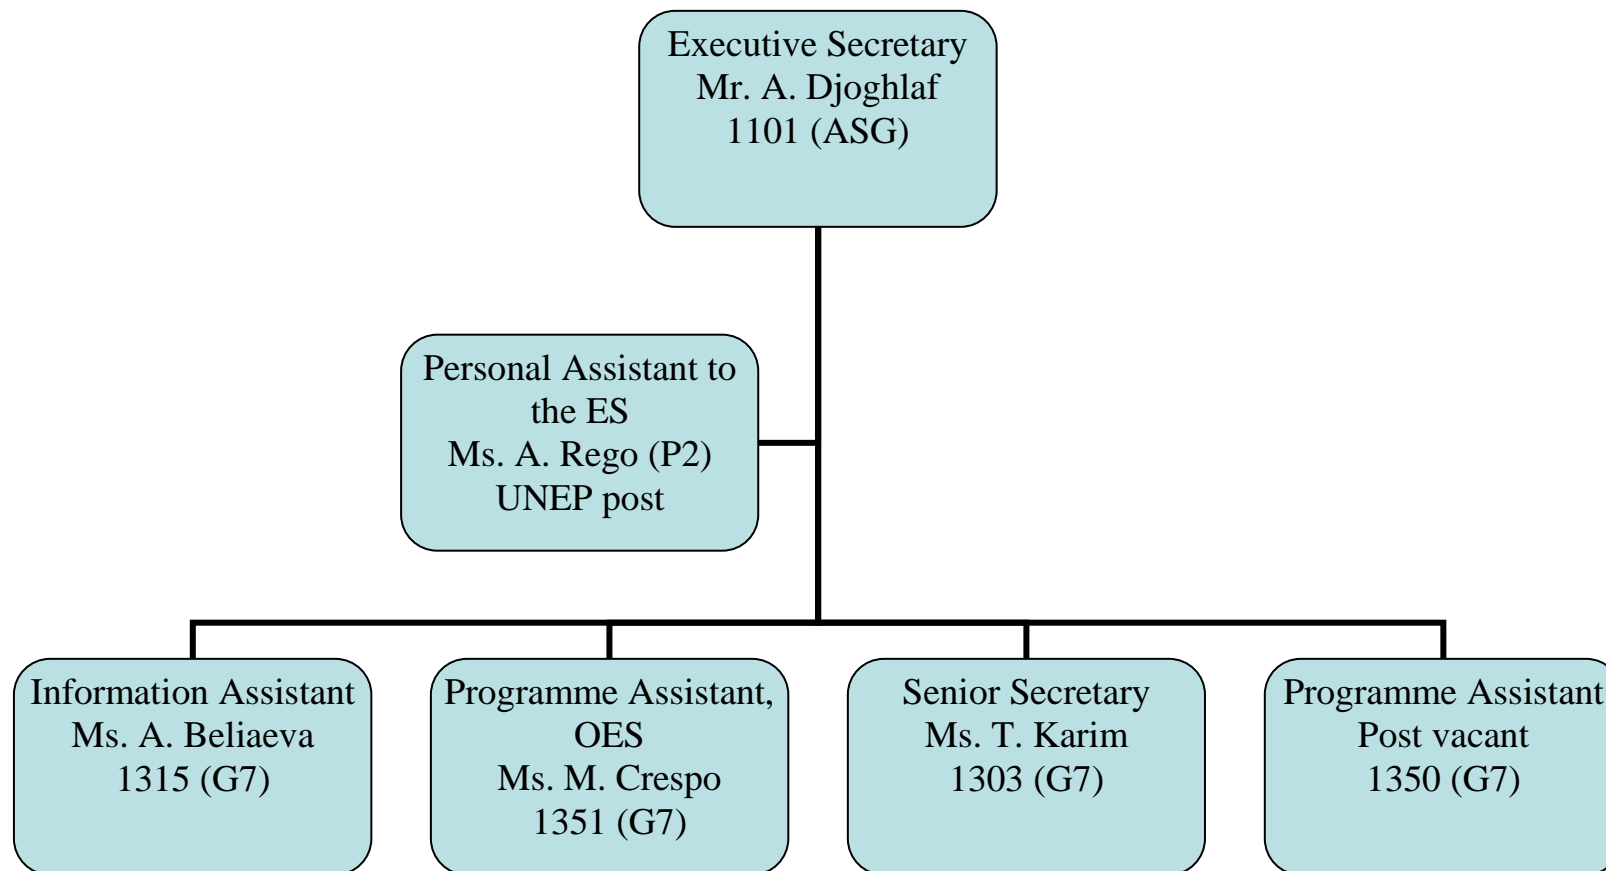 Executive Secretary
Mr. A. Djoghlaf
1101 (ASG)
Personal Assistant to
the ES
Ms. A. Rego (P2)
UNEP post
Information Assistant
Ms. A. Beliaeva
1315 (G7)
Programme Assistant,
OES
Ms. M. Crespo
1351 (G7)
Senior Secretary
Ms. T. Karim
1303 (G7)
Programme Assistant
Post vacant
1350 (G7)